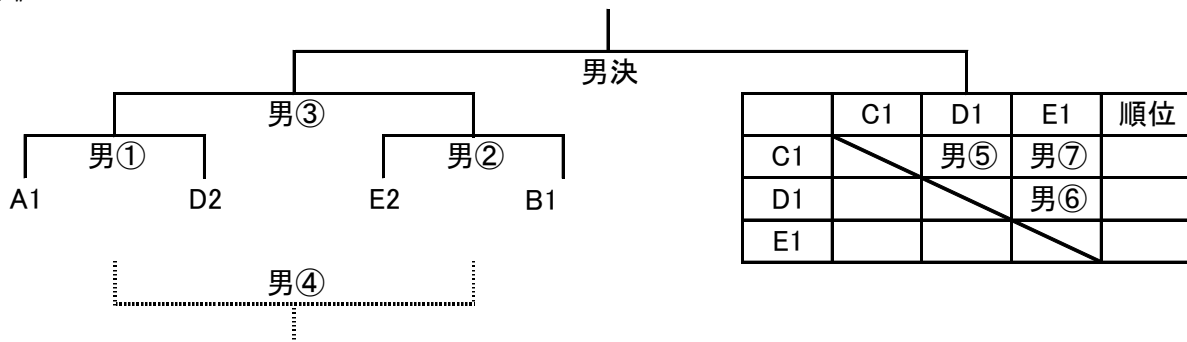 男決
男③
男① 男②
A1 D2 E2 B1
男④
C1 D1 E1 順位
C1 男⑤ 男⑦
D1 男⑥
E1